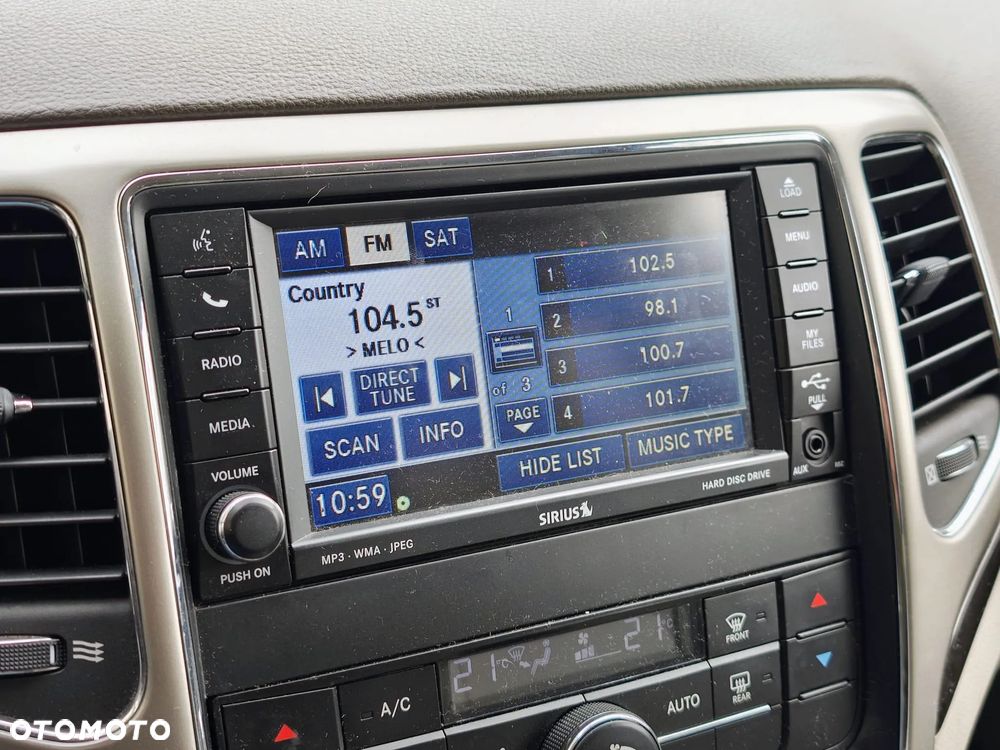 AM FM SAT
Country
104.5 ST
> MELO <
DIRECT TUNE
SCAN INFO
10:59
1
of 3
PAGE
1 102.5
2 98.1
3 100.7
4 101.7
HIDE LIST MUSIC TYPE
RADIO
MEDIA
VOLUME
PUSH ON
LOAD
MENU
AUDIO
MY FILES
PULL
AUX
MP3 · WMA · JPEG
SIRIUS
HARD DISC DRIVE
21°C 21°C
FRONT
REAR
A/C
AUTO
OTOMOTO